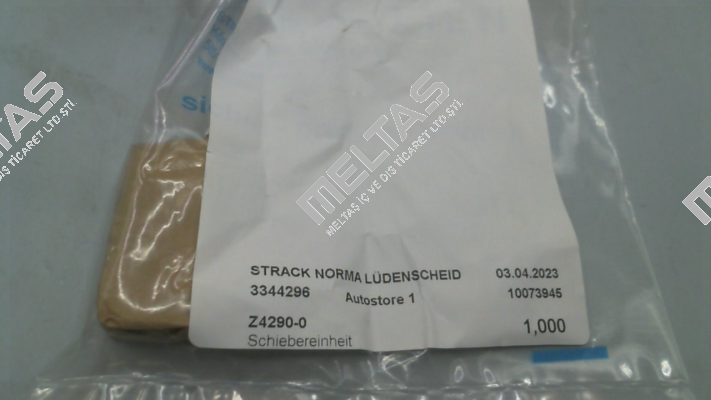 MELTAS
MELTAŞ İÇ VE DIŞ TİCARET LTD ŞTİ.
STRACK NORMA LÜDENSCHEID 03.04.2023
3344296 Autostore 1 10073945
Z4290-0 1,000
Schiebereinheit